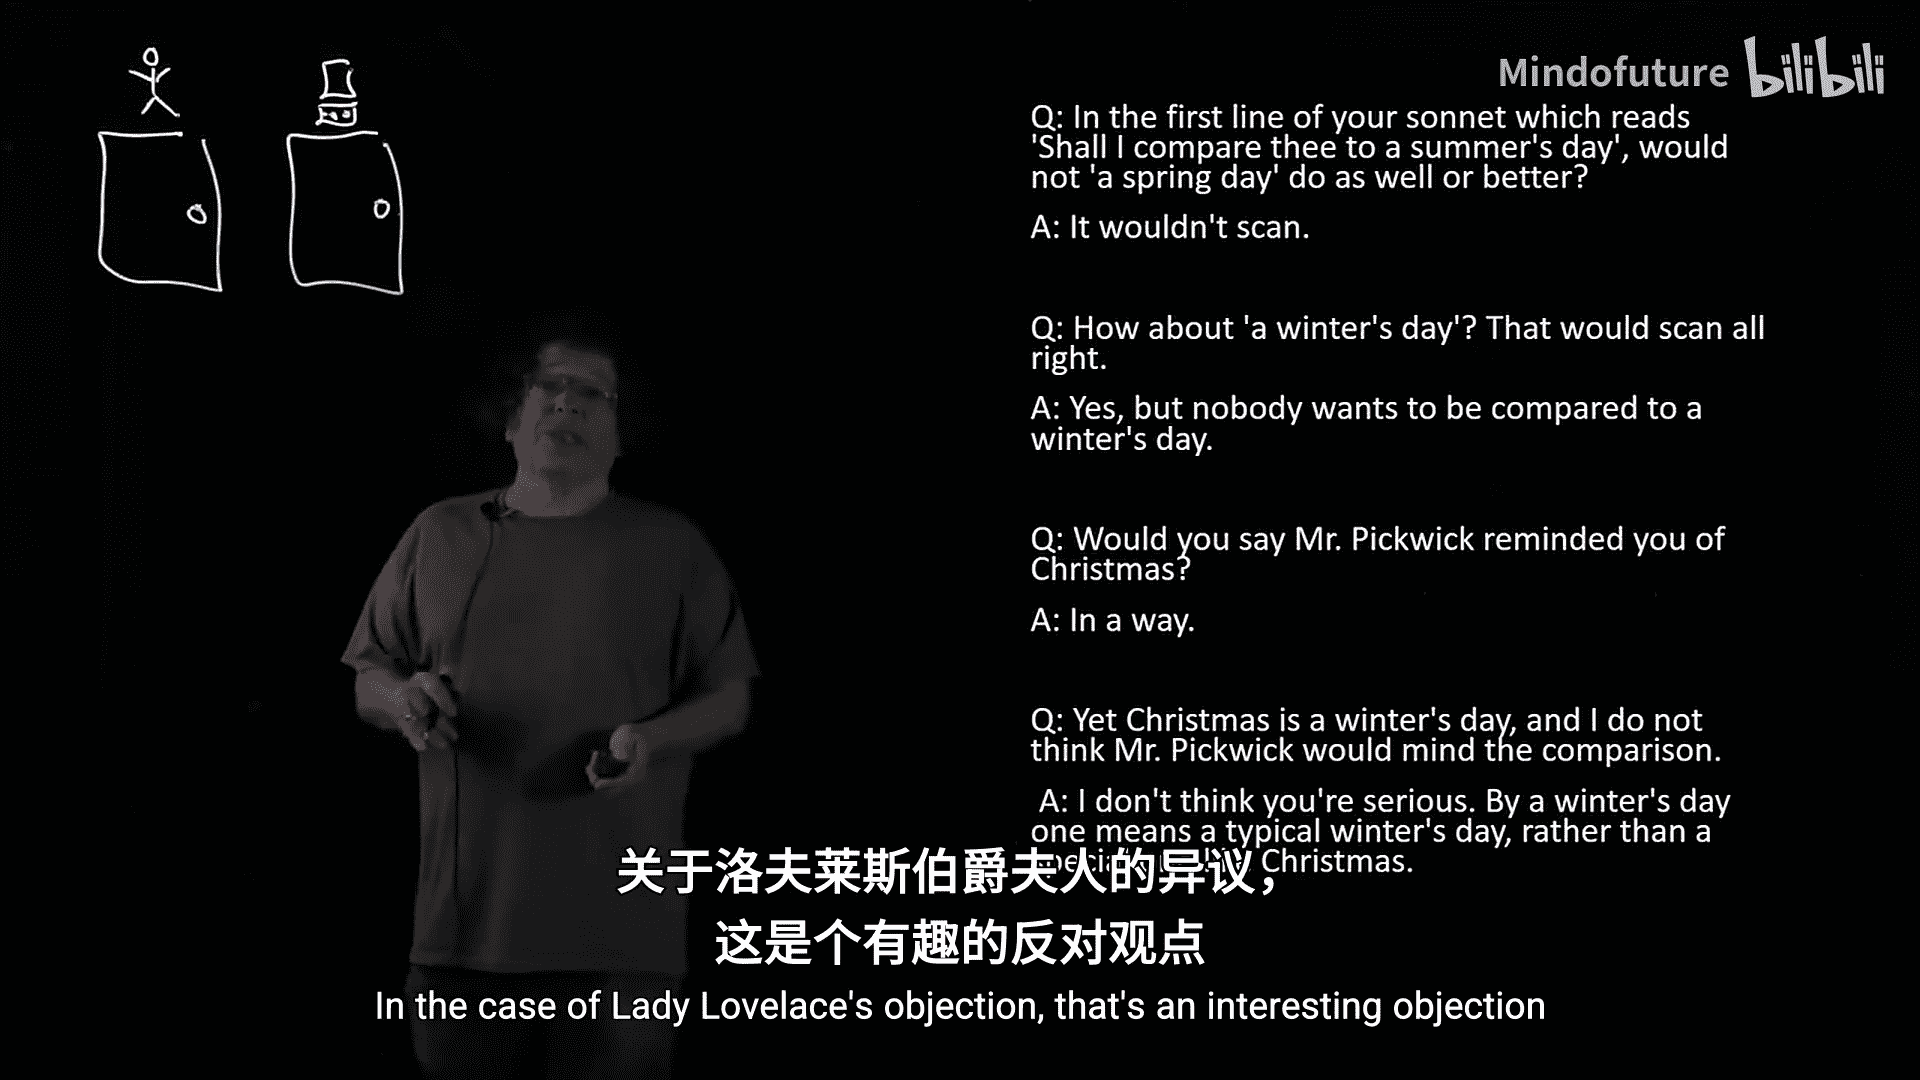 Mindofuture bilibili
Q: In the first line of your sonnet which reads
'Shall I compare thee to a summer's day', would
not 'a spring day' do as well or better?
A: It wouldn't scan.
Q: How about 'a winter's day'? That would scan all
right.
A: Yes, but nobody wants to be compared to a
winter's day.
Q: Would you say Mr. Pickwick reminded you of
Christmas?
A: In a way.
Q: Yet Christmas is a winter's day, and I do not
think Mr. Pickwick would mind the comparison.
A: I don't think you're serious. By a winter's day
one means a typical winter's day, rather than a
Christmas.
关于洛夫莱斯伯爵夫人的异议，
这是个有趣的反对观点
In the case of Lady Lovelace's objection, that's an interesting objection